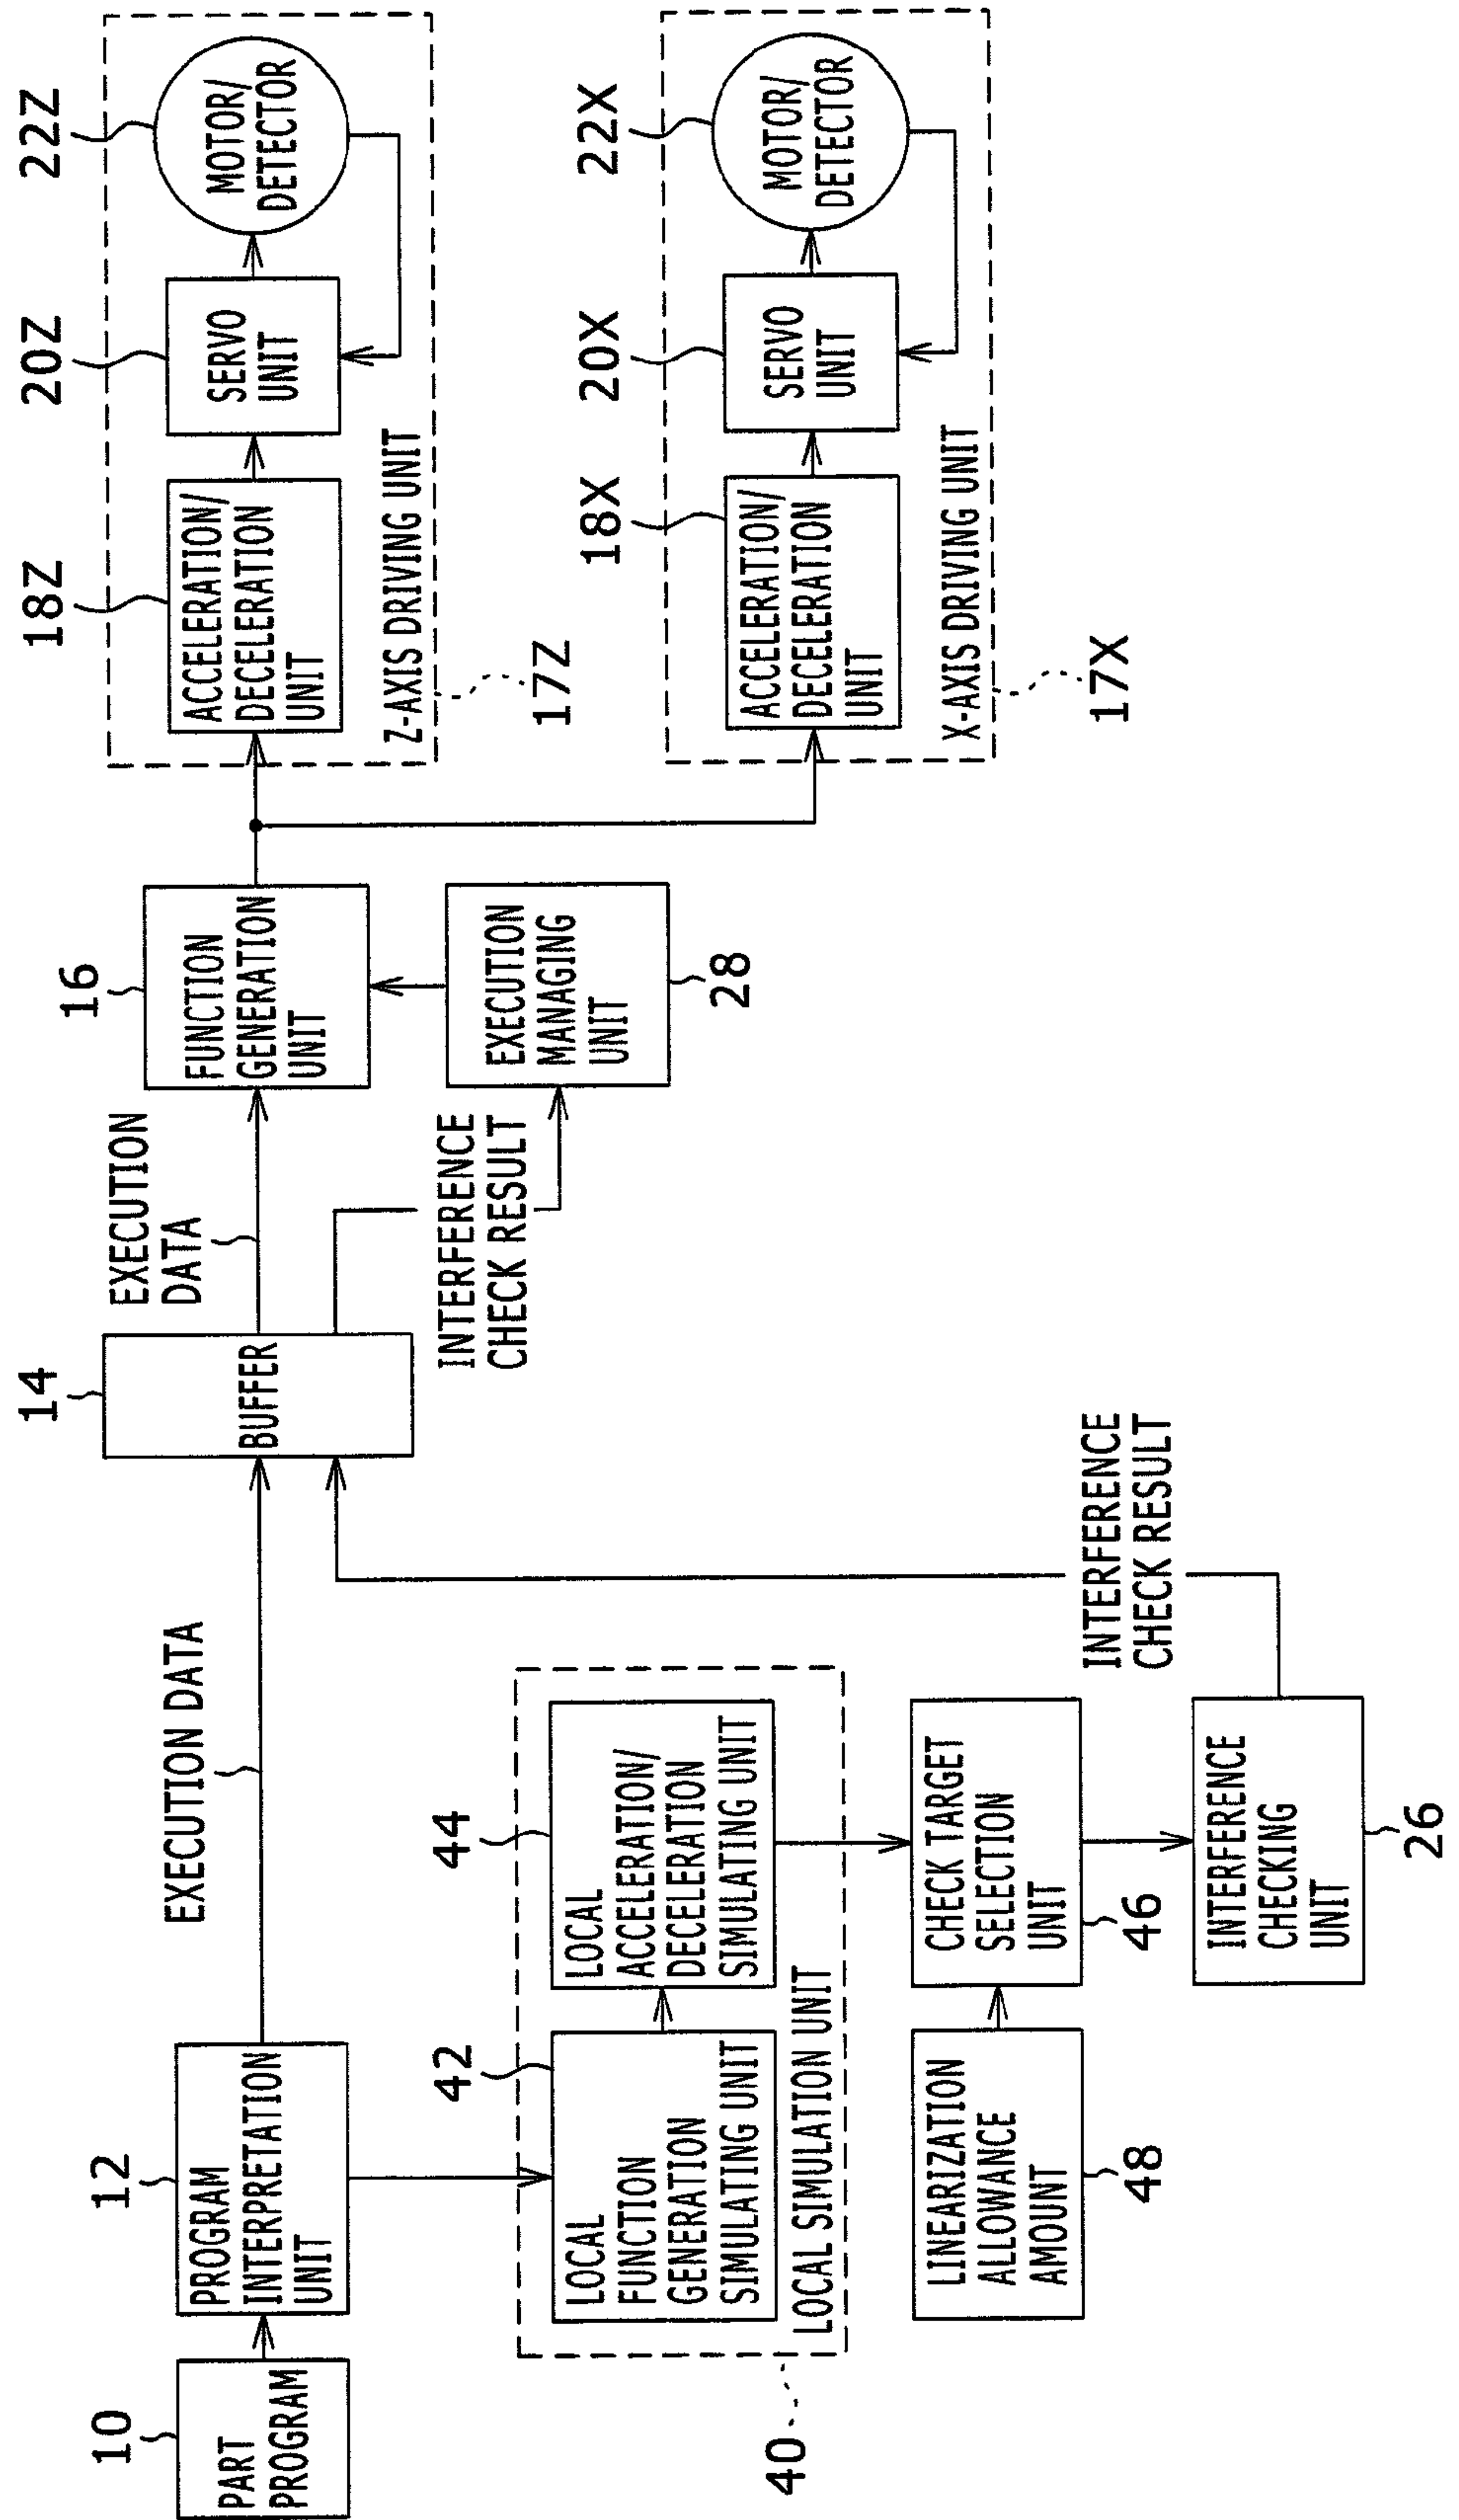 10
PART
PROGRAM
12
PROGRAM
INTERPRETATION
UNIT
EXECUTION DATA
14
BUFFER
EXECUTION
DATA
16
FUNCTION
GENERATION
UNIT
18Z
ACCELERATION/
DECELERATION
UNIT
20Z
SERVO
UNIT
22Z
MOTOR/
DETECTOR
Z-AXIS DRIVING UNIT
17Z
INTERFERENCE
CHECK RESULT
EXECUTION
MANAGING
UNIT
28
18X
ACCELERATION/
DECELERATION
UNIT
20X
SERVO
UNIT
22X
MOTOR/
DETECTOR
X-AXIS DRIVING UNIT
17X
40
42
LOCAL
FUNCTION
GENERATION
SIMULATING UNIT
44
LOCAL
ACCELERATION/
DECELERATION
SIMULATING UNIT
LOCAL SIMULATION UNIT
LINEARIZATION
ALLOWANCE
AMOUNT
48
CHECK TARGET
SELECTION
UNIT
46
INTERFERENCE
CHECK RESULT
INTERFERENCE
CHECKING
UNIT
26